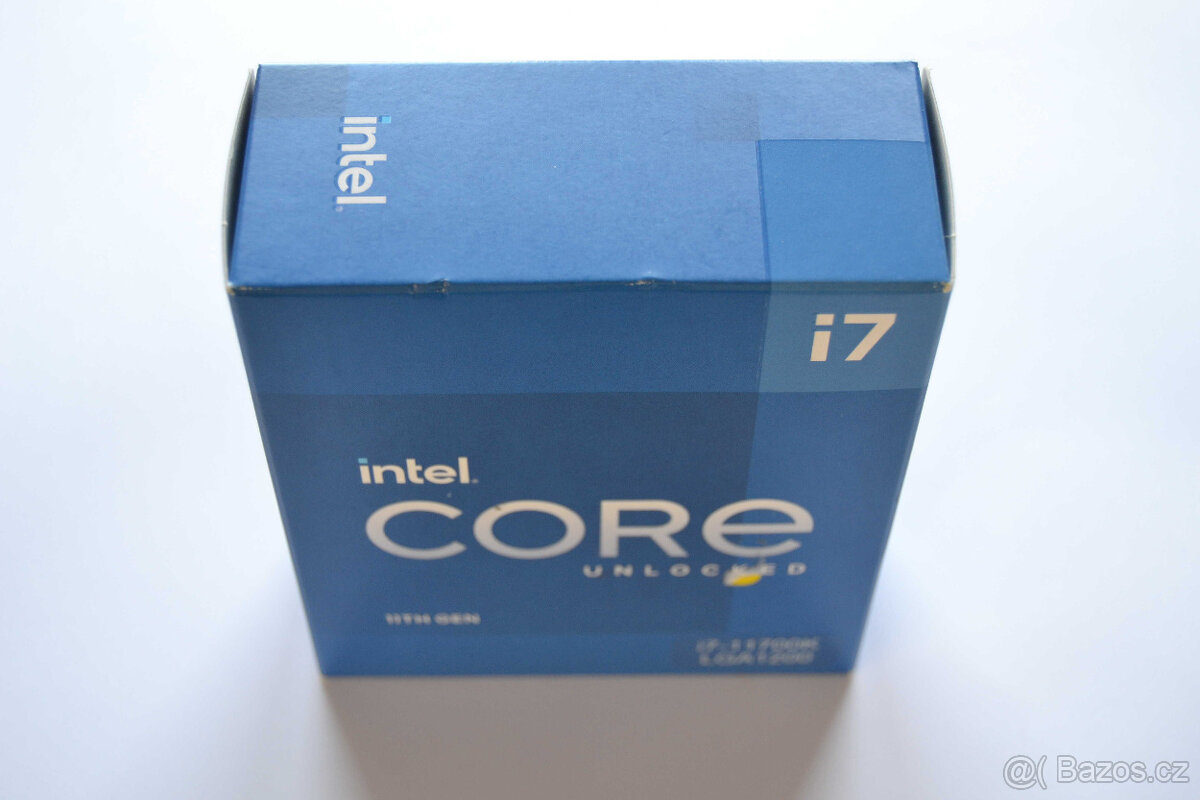 intel.
i7
intel.
CORe
UNLOCKED
11TH GEN
i7-11700K
LGA1200
@( Bazos.cz